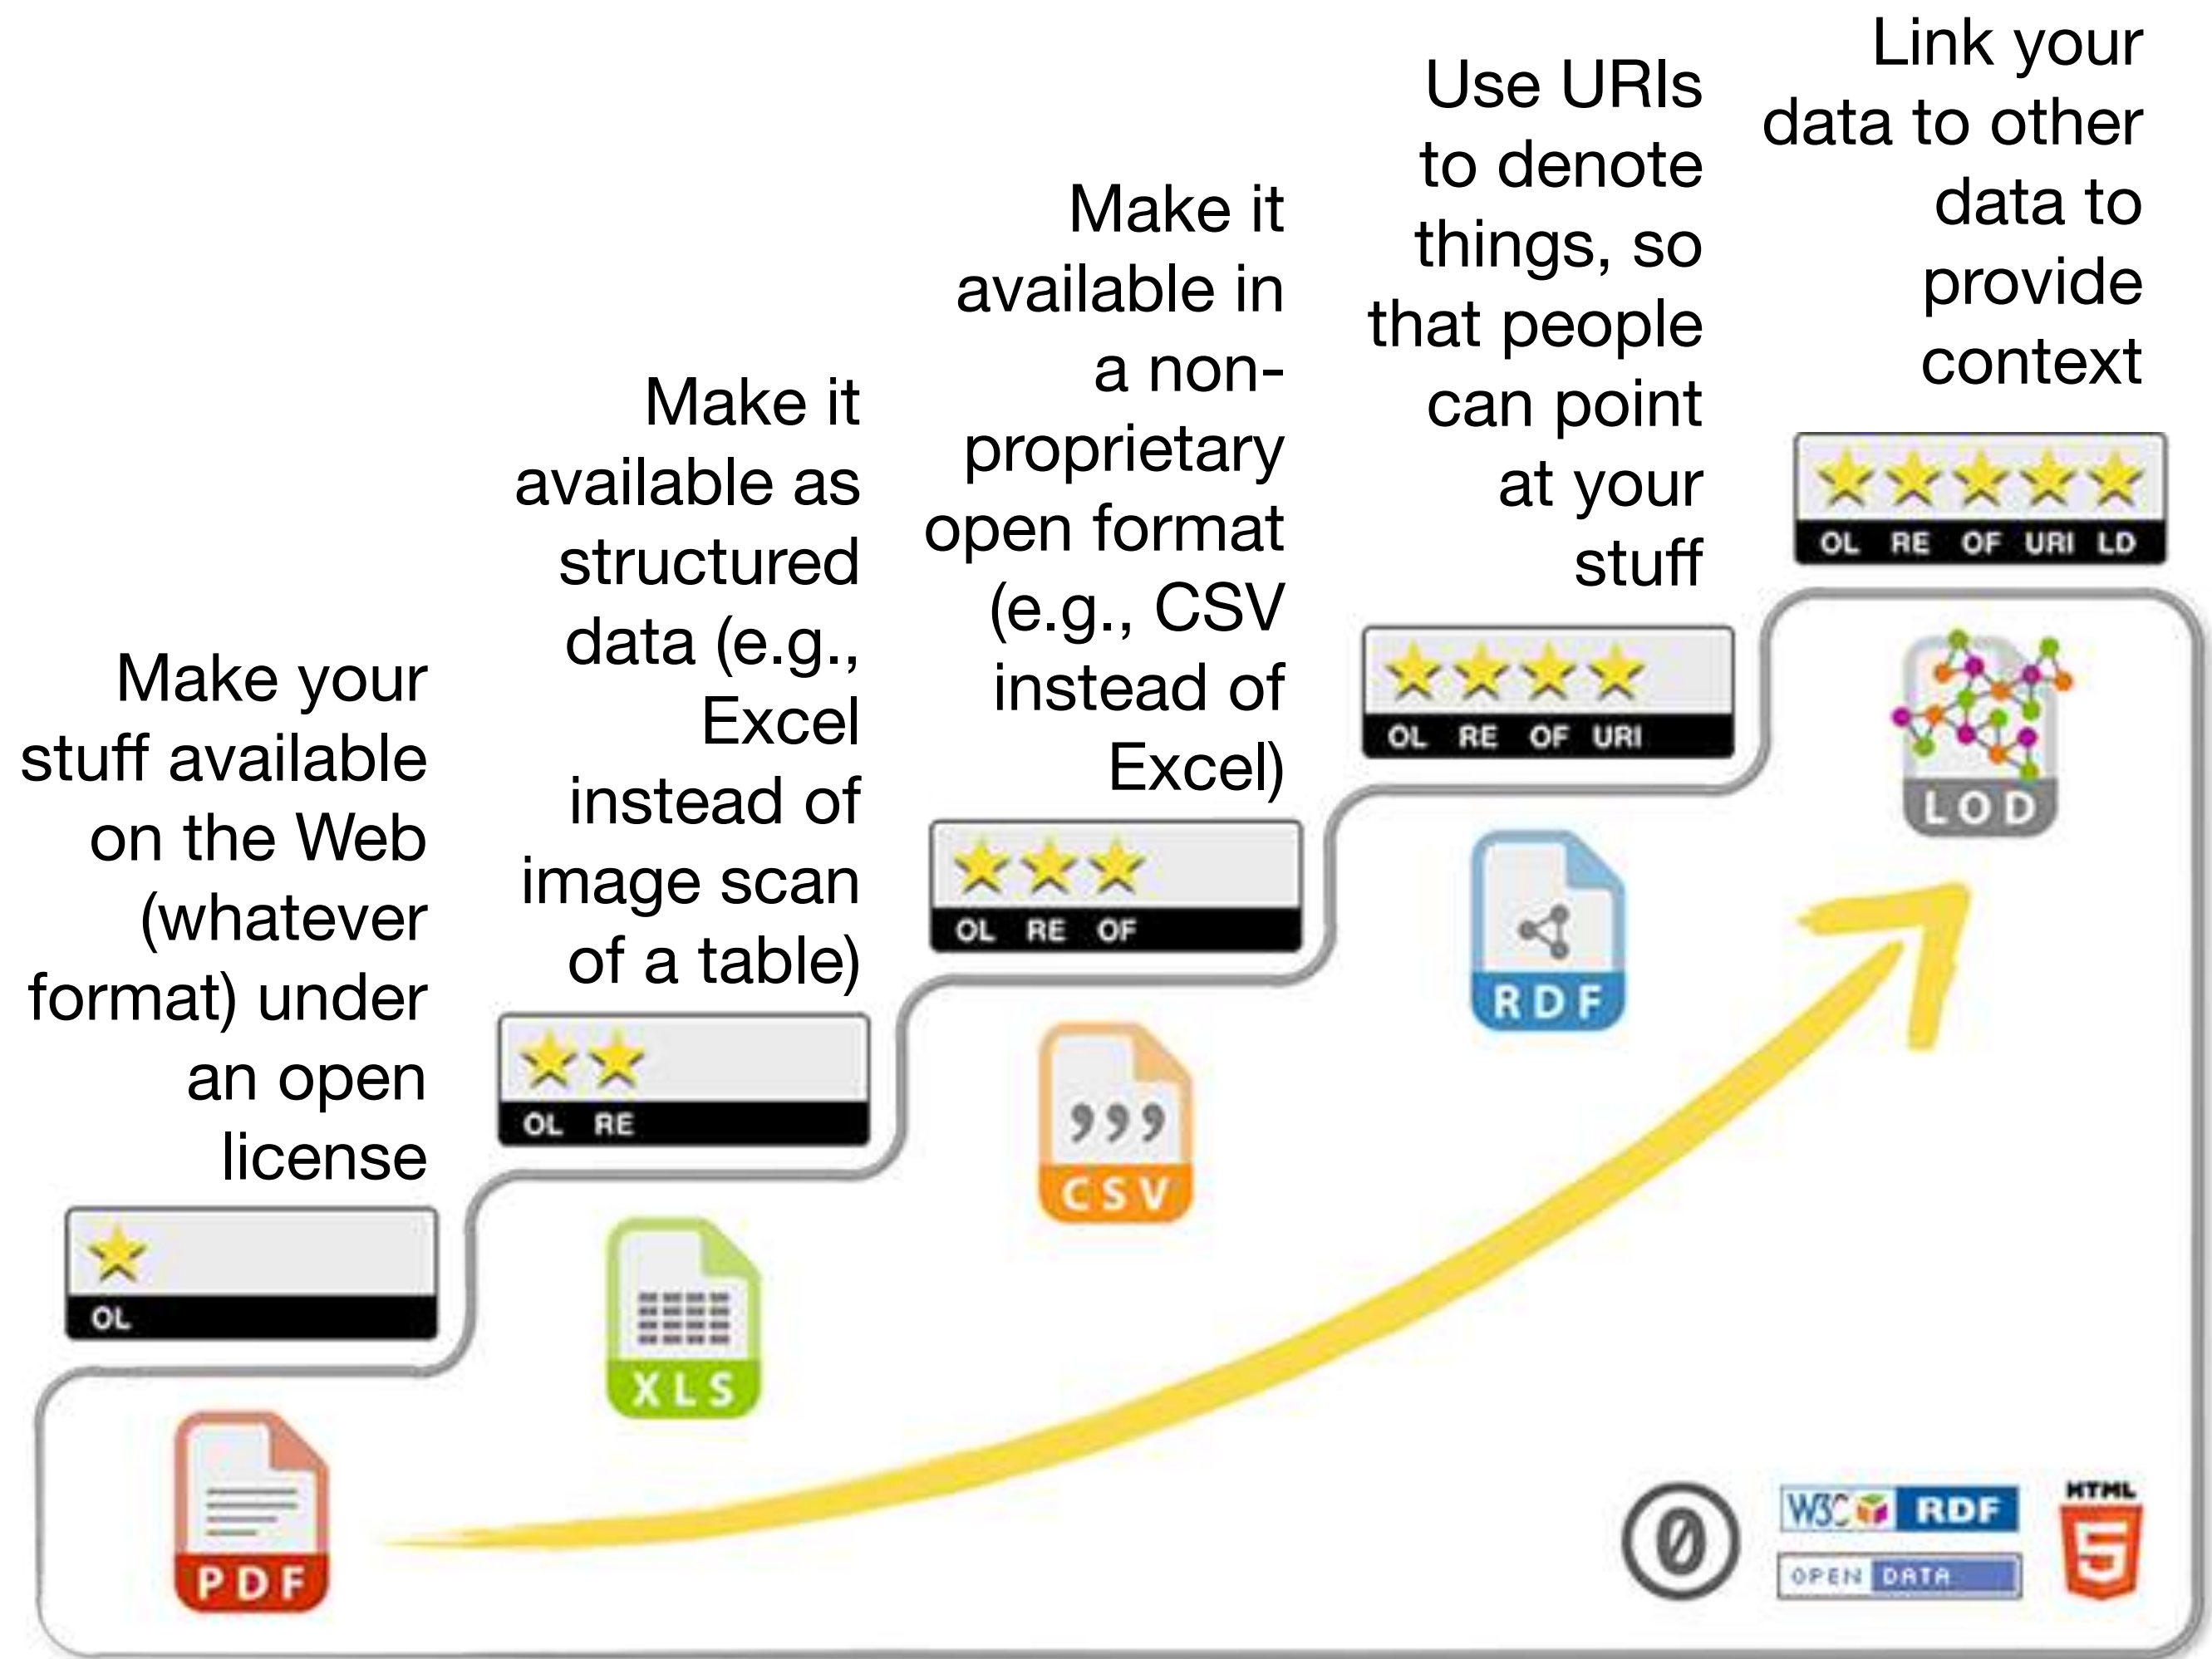 Make your
stuff available
on the Web
(whatever
format) under
an open
license
OL
PDF
Make it
available as
structured
data (e.g.,
Excel
instead of
image scan
of a table)
OL RE
XLS
Make it
available in
a non-
proprietary
open format
(e.g., CSV
instead of
Excel)
OL RE OF
,,,
CSV
Use URIs
to denote
things, so
that people
can point
at your
stuff
OL RE OF URI
RDF
Link your
data to other
data to
provide
context
OL RE OF URI LD
LOD
0
W3C RDF
OPEN DATA
HTML
5